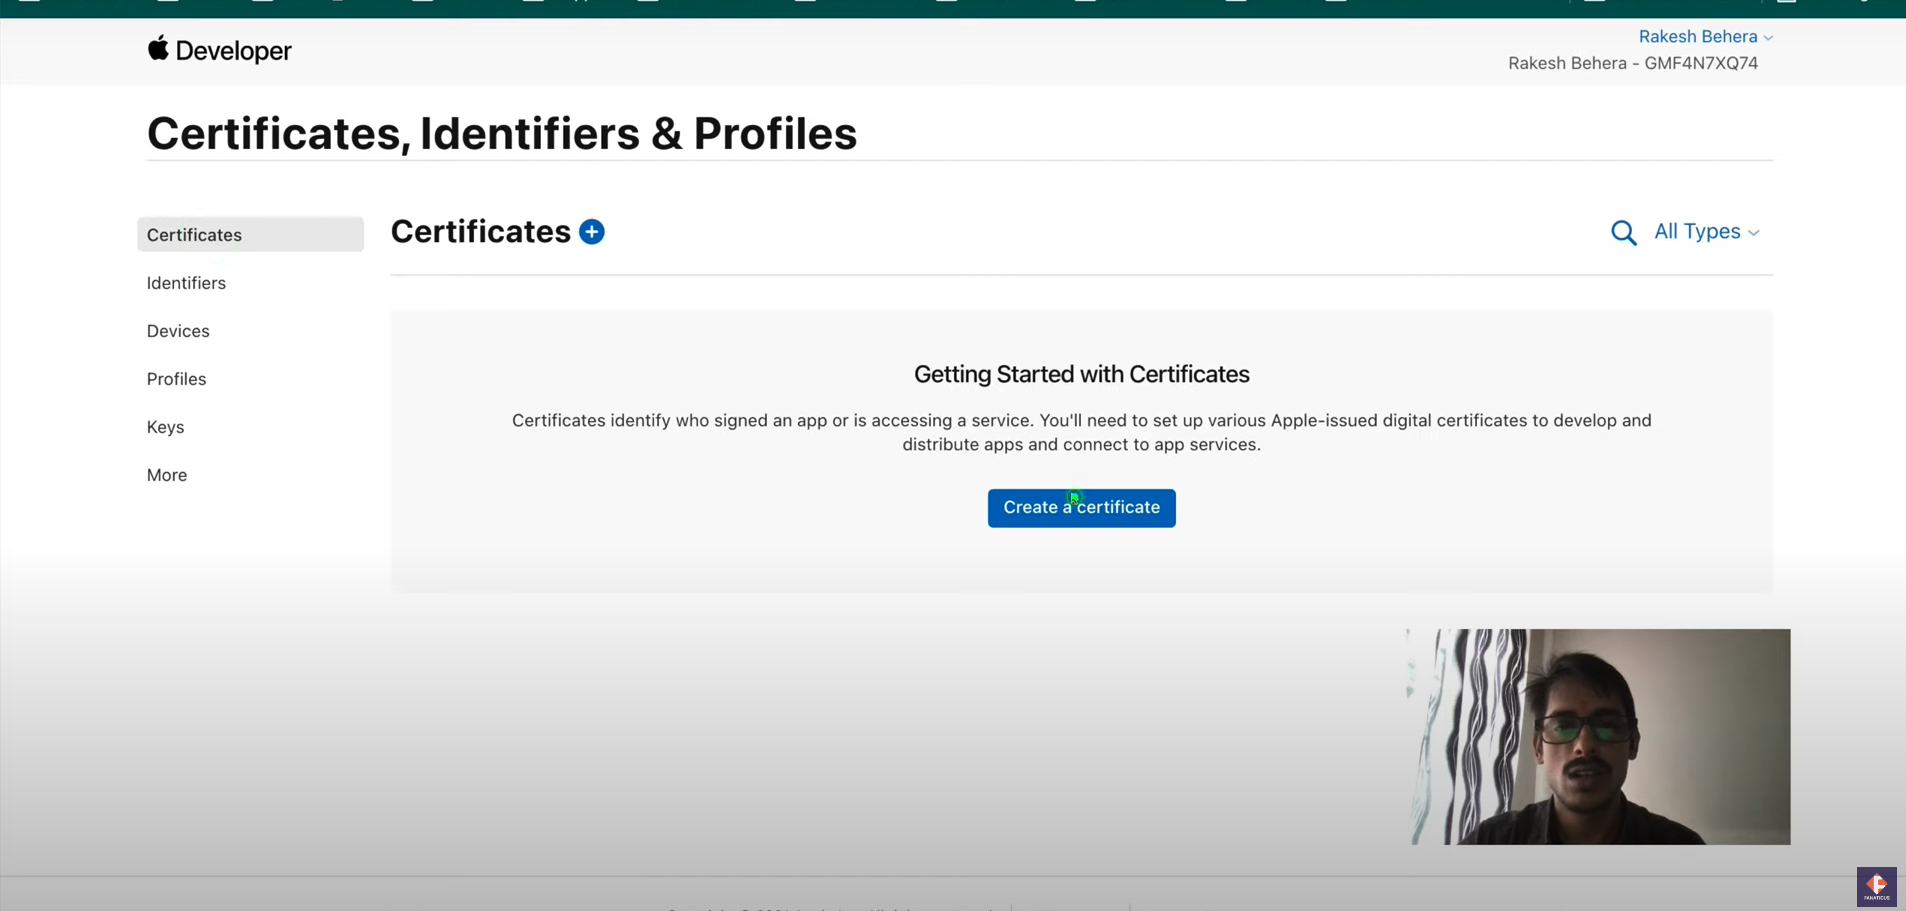 Developer
Rakesh Behera
Rakesh Behera - GMF4N7XQ74
Certificates, Identifiers & Profiles
Certificates
Identifiers
Devices
Profiles
Keys
More
Certificates
All Types
Getting Started with Certificates
Certificates identify who signed an app or is accessing a service. You'll need to set up various Apple-issued digital certificates to develop and
distribute apps and connect to app services.
Create a certificate
FANATICUS